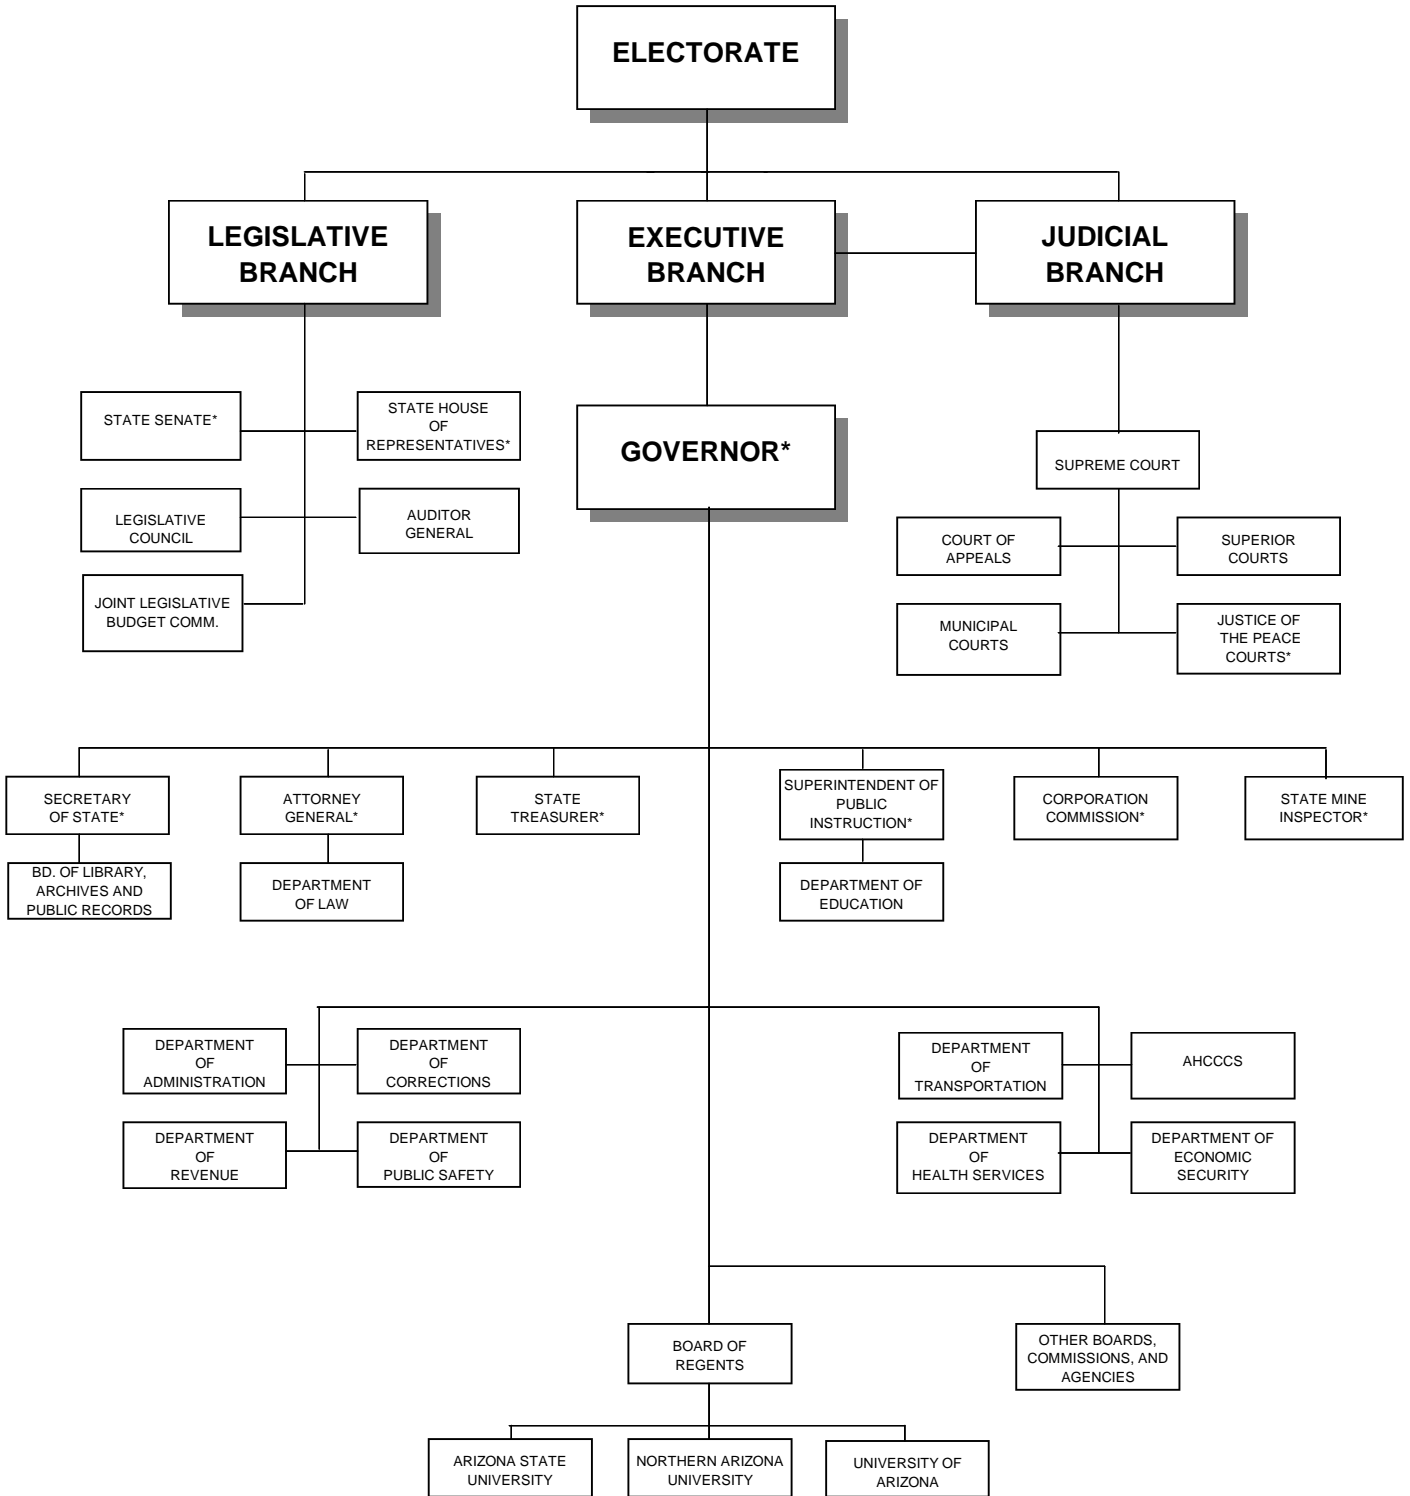 ELECTORATE
LEGISLATIVE
BRANCH
EXECUTIVE
BRANCH
JUDICIAL
BRANCH
STATE SENATE*
STATE HOUSE
OF
REPRESENTATIVES*
LEGISLATIVE
COUNCIL
AUDITOR
GENERAL
JOINT LEGISLATIVE
BUDGET COMM.
GOVERNOR*
SUPREME COURT
COURT OF
APPEALS
SUPERIOR
COURTS
MUNICIPAL
COURTS
JUSTICE OF
THE PEACE
COURTS*
SECRETARY
OF STATE*
ATTORNEY
GENERAL*
STATE
TREASURER*
SUPERINTENDENT OF
PUBLIC
INSTRUCTION*
CORPORATION
COMMISSION*
STATE MINE
INSPECTOR*
BD. OF LIBRARY,
ARCHIVES AND
PUBLIC RECORDS
DEPARTMENT
OF LAW
DEPARTMENT OF
EDUCATION
DEPARTMENT
OF
ADMINISTRATION
DEPARTMENT
OF
CORRECTIONS
DEPARTMENT
OF
TRANSPORTATION
AHCCCS
DEPARTMENT
OF
REVENUE
DEPARTMENT
OF
PUBLIC SAFETY
DEPARTMENT
OF
HEALTH SERVICES
DEPARTMENT OF
ECONOMIC
SECURITY
BOARD OF
REGENTS
OTHER BOARDS,
COMMISSIONS, AND
AGENCIES
ARIZONA STATE
UNIVERSITY
NORTHERN ARIZONA
UNIVERSITY
UNIVERSITY OF
ARIZONA